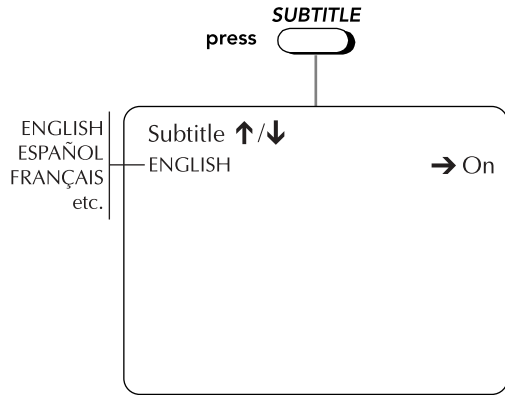 SUBTITLE
press
ENGLISH
ESPAÑOL
FRANÇAIS
etc.
Subtitle ↑/↓
ENGLISH → On